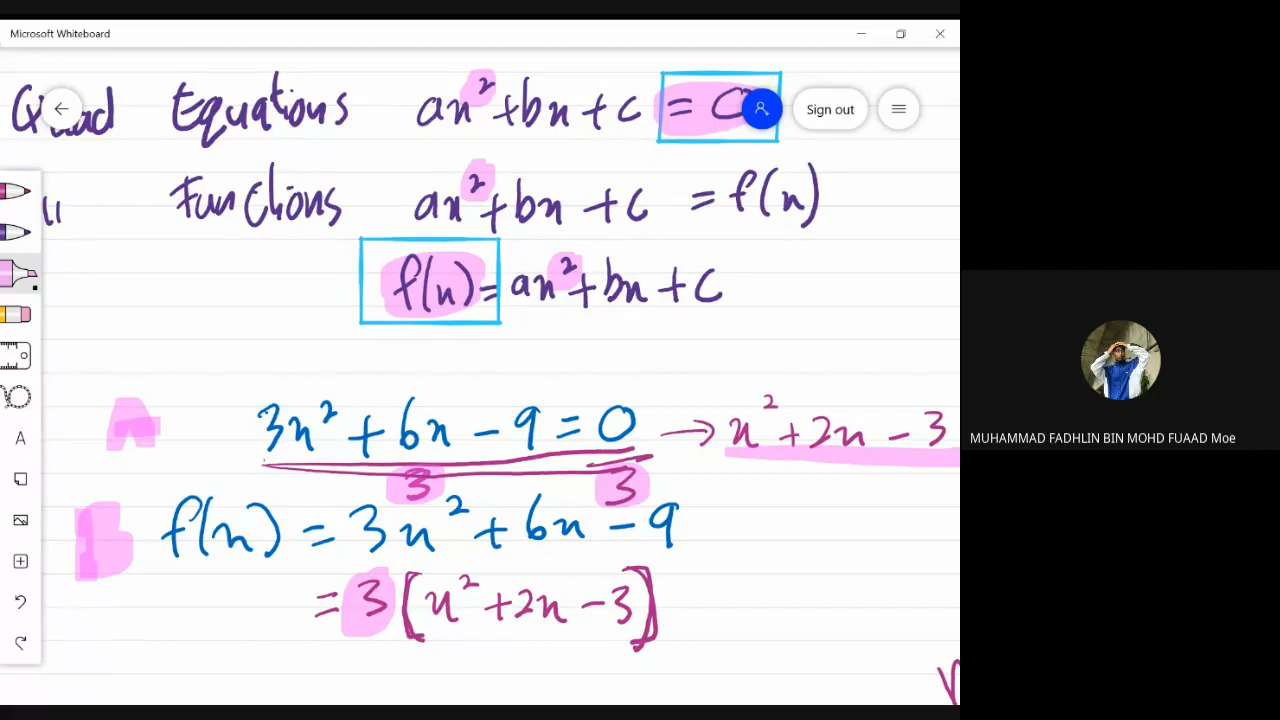 Microsoft Whiteboard
Quad Equations ax²+bx+c = 0
Sign out
" Functions ax²+bx+c = f(x)
f(x)= ax²+bx+c
A 3x²+6x-9=0 → x²+2x-3
3 3
B f(x) = 3x²+6x-9
= 3[x²+2x-3]
MUHAMMAD FADHLIN BIN MOHD FUAAD Moe